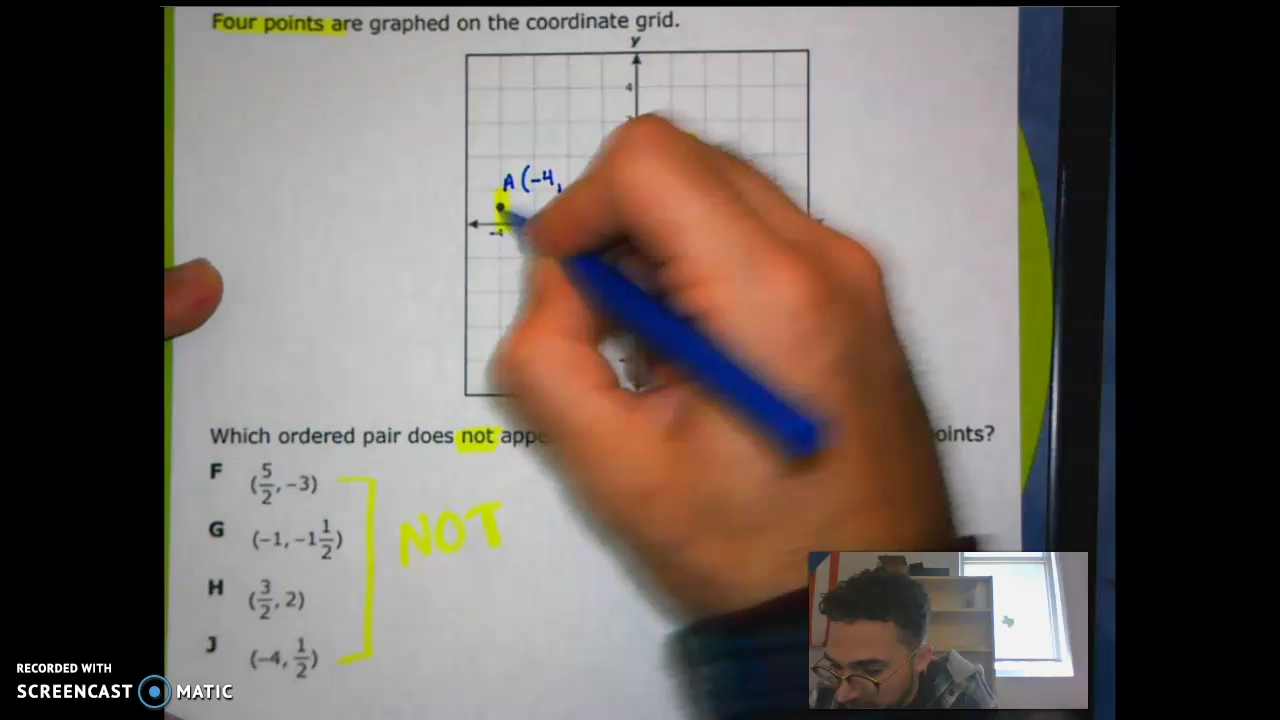 Four points are graphed on the coordinate grid.
y
4
A (-4,
-4
Which ordered pair does not appe oints?
F (5/2, −3)
G (−1, −1 1/2)
H (3/2, 2)
J (−4, 1/2)
NOT
RECORDED WITH
SCREENCAST MATIC